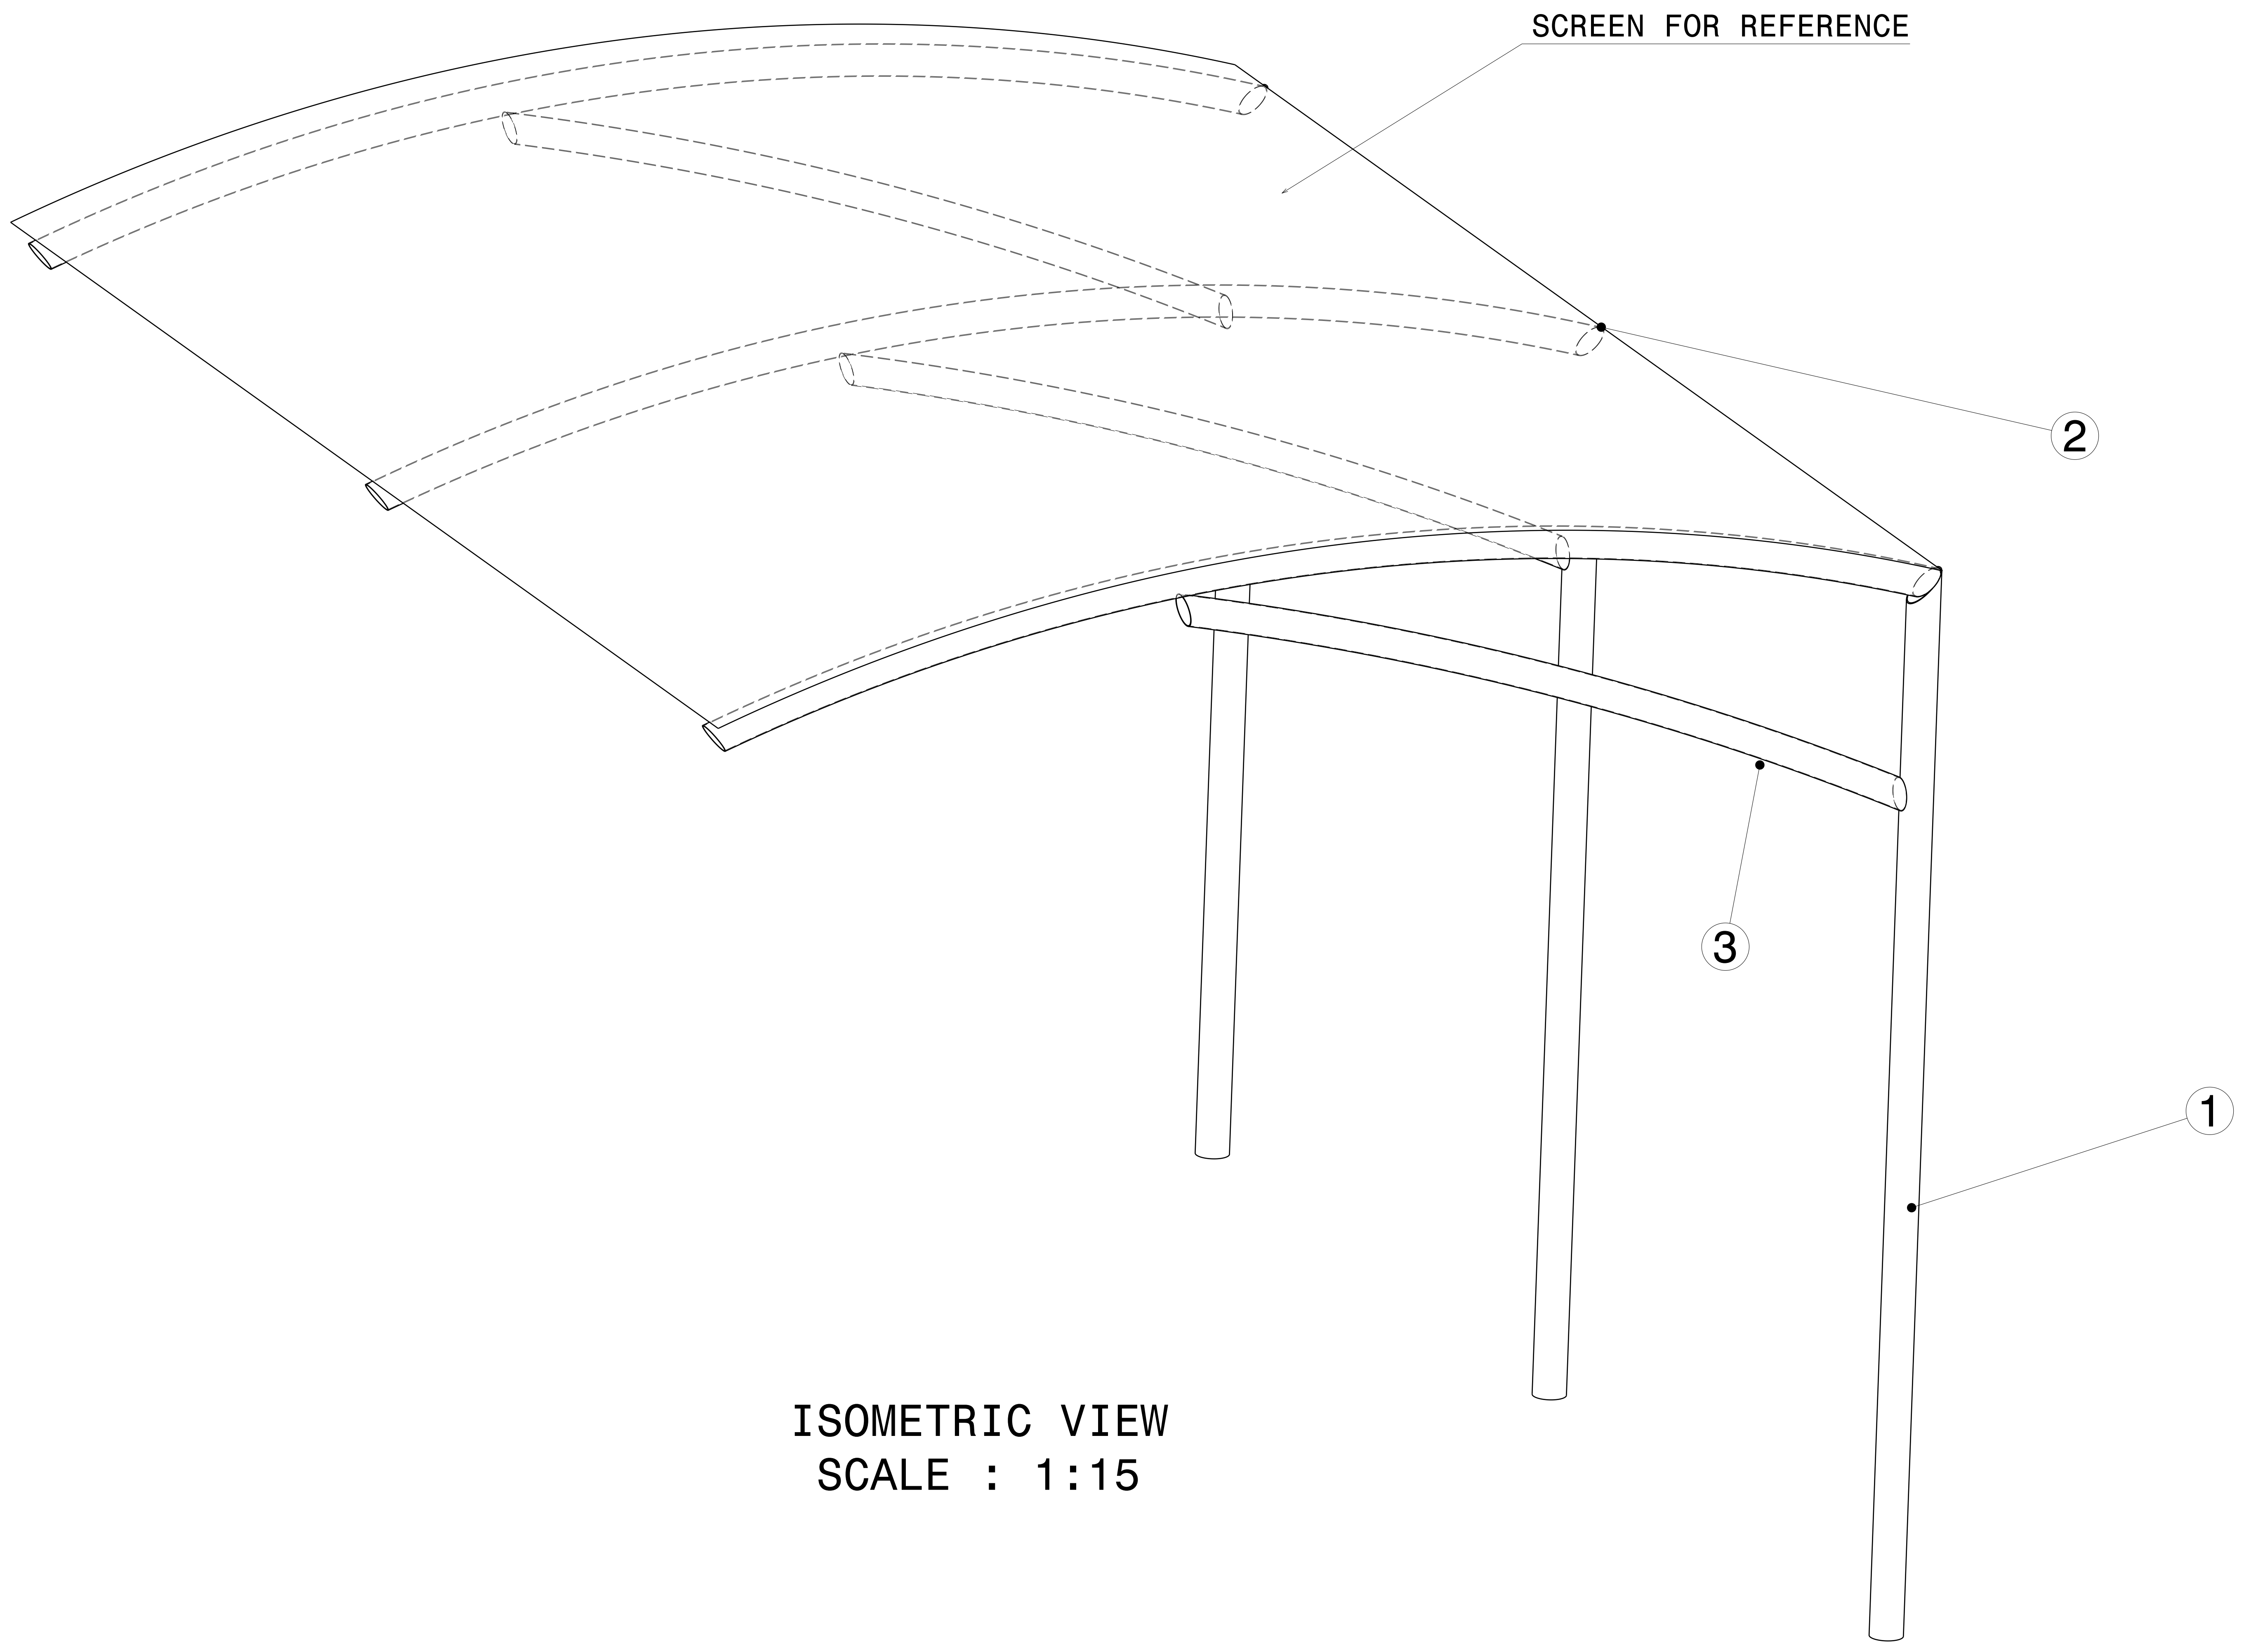 SCREEN FOR REFERENCE
2
3
1
ISOMETRIC VIEW
SCALE : 1:15